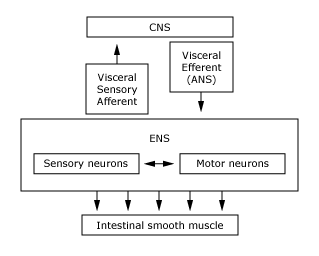 CNS
Visceral
Sensory
Afferent
Visceral
Efferent
(ANS)
ENS
Sensory neurons
Motor neurons
Intestinal smooth muscle